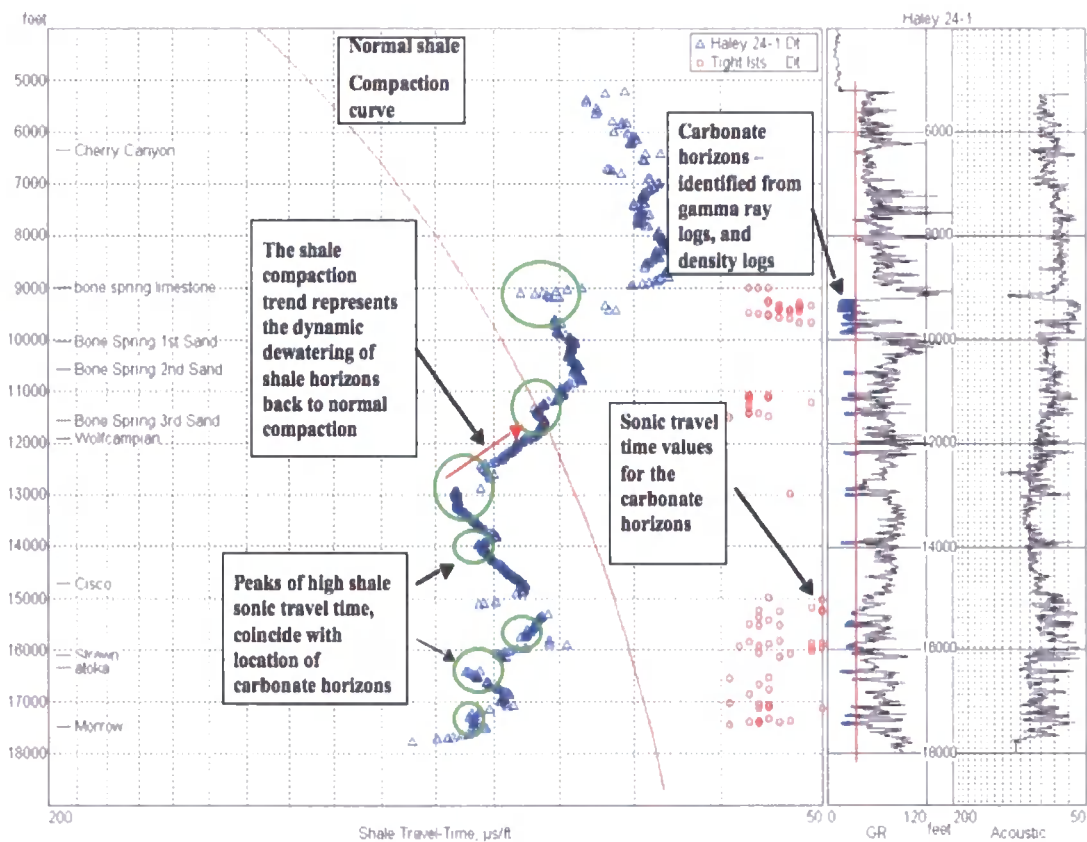 feet
Haley 24-1
Normal shale
Compaction
curve
Haley 24-1 Dt
Tight lsts Dt
5000
6000
7000
8000
9000
10000
11000
12000
13000
14000
15000
16000
17000
18000
Cherry Canyon
bone spring limestone
Bone Spring 1st Sand
Bone Spring 2nd Sand
Bone Spring 3rd Sand
Wolfcampian
Cisco
Strawn
atoka
Morrow
The shale
compaction
trend represents
the dynamic
dewatering of
shale horizons
back to normal
compaction
Carbonate
horizons –
identified from
gamma ray
logs, and
density logs
Sonic travel
time values
for the
carbonate
horizons
Peaks of high shale
sonic travel time,
coincide with
location of
carbonate horizons
6000
8000
10000
12000
14000
16000
18000
200
Shale Travel-Time, µs/ft
50
0
GR
120
feet
200
Acoustic
50